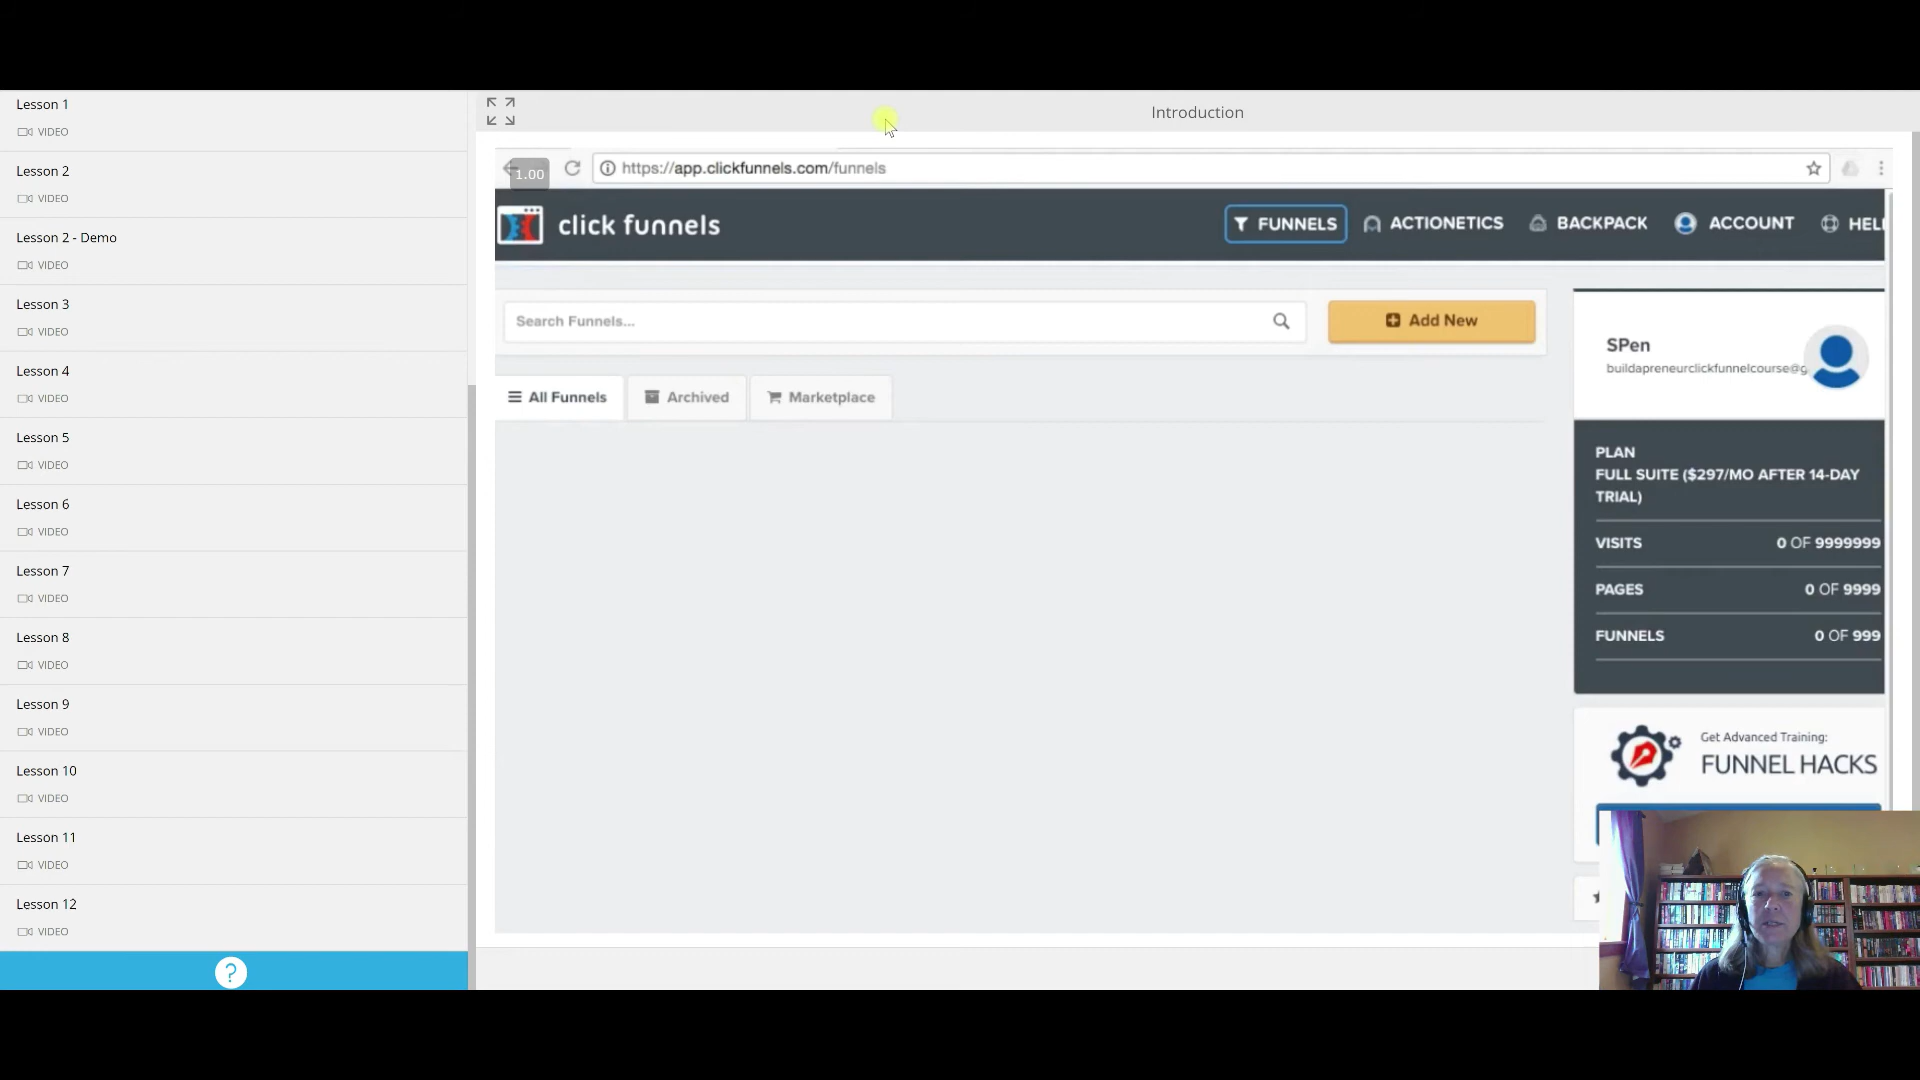 Lesson 1
VIDEO
Lesson 2
VIDEO
Lesson 2 - Demo
VIDEO
Lesson 3
VIDEO
Lesson 4
VIDEO
Lesson 5
VIDEO
Lesson 6
VIDEO
Lesson 7
VIDEO
Lesson 8
VIDEO
Lesson 9
VIDEO
Lesson 10
VIDEO
Lesson 11
VIDEO
Lesson 12
VIDEO
?
Introduction
1.00
https://app.clickfunnels.com/funnels
click funnels
FUNNELS
ACTIONETICS
BACKPACK
ACCOUNT
HEL
Search Funnels...
Add New
All Funnels
Archived
Marketplace
SPen
buildapreneurclickfunnelcourse@g
PLAN
FULL SUITE ($297/MO AFTER 14-DAY
TRIAL)
VISITS 0 OF 9999999
PAGES 0 OF 9999
FUNNELS 0 OF 999
Get Advanced Training:
FUNNEL HACKS